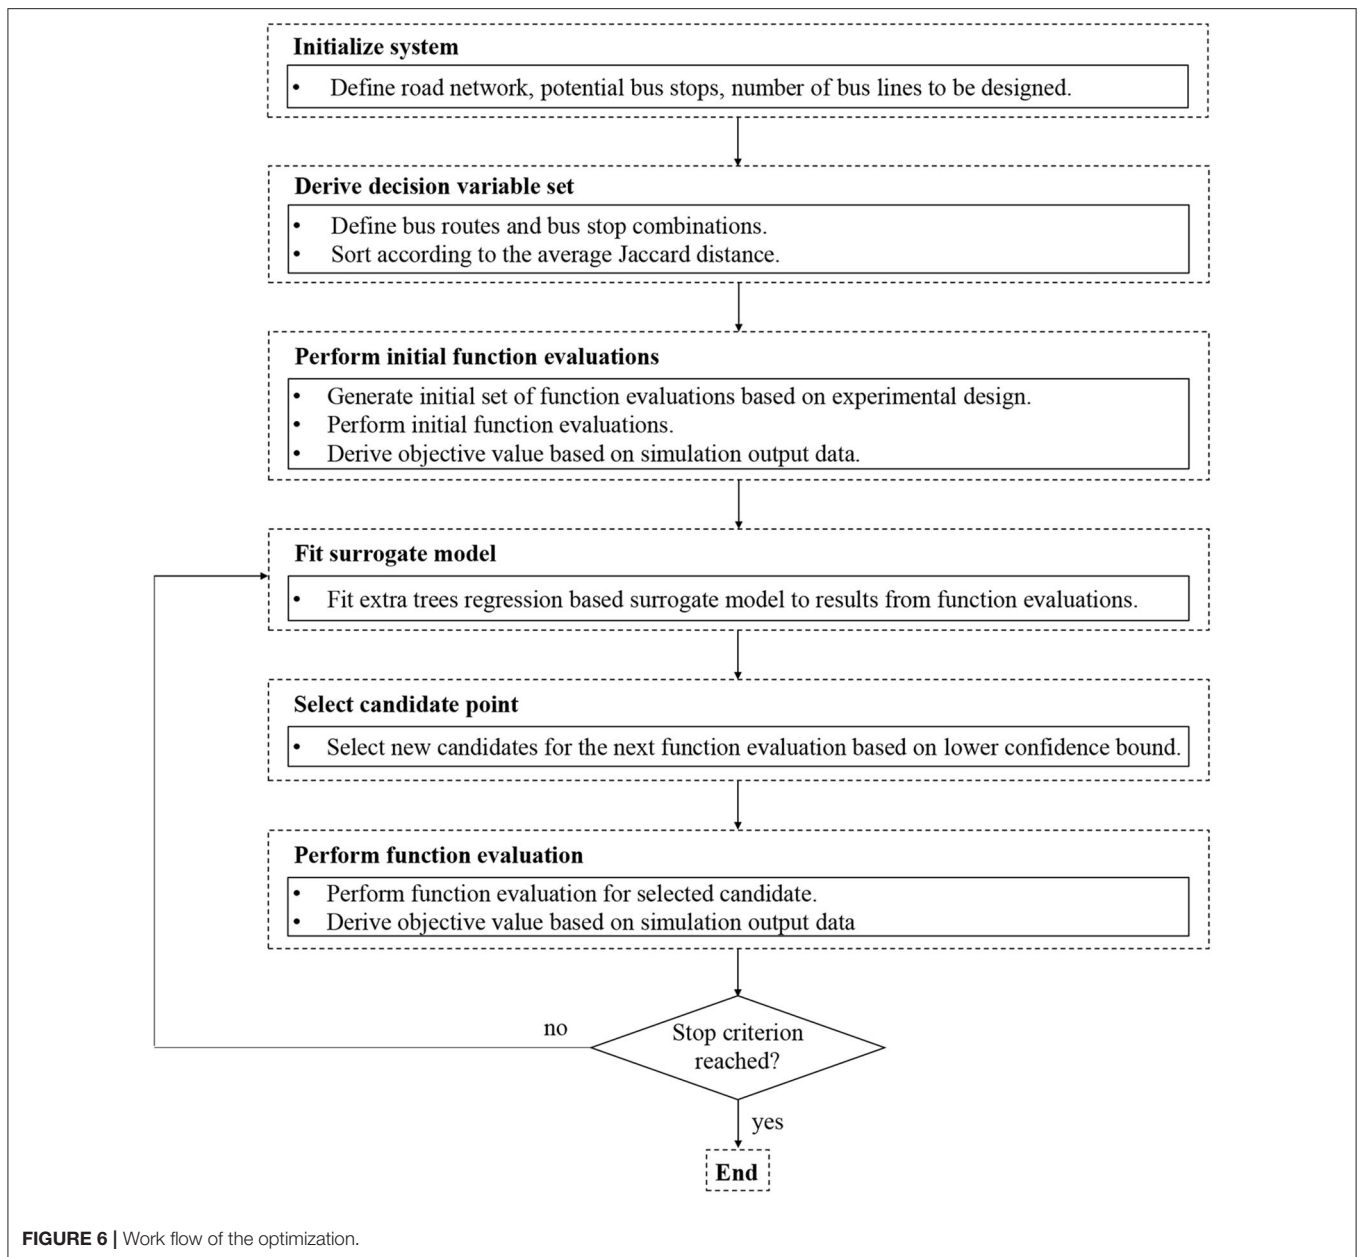 Initialize system
• Define road network, potential bus stops, number of bus lines to be designed.
Derive decision variable set
• Define bus routes and bus stop combinations.
• Sort according to the average Jaccard distance.
Perform initial function evaluations
• Generate initial set of function evaluations based on experimental design.
• Perform initial function evaluations.
• Derive objective value based on simulation output data.
Fit surrogate model
• Fit extra trees regression based surrogate model to results from function evaluations.
Select candidate point
• Select new candidates for the next function evaluation based on lower confidence bound.
Perform function evaluation
• Perform function evaluation for selected candidate.
• Derive objective value based on simulation output data
no
Stop criterion
reached?
yes
End
FIGURE 6 | Work flow of the optimization.